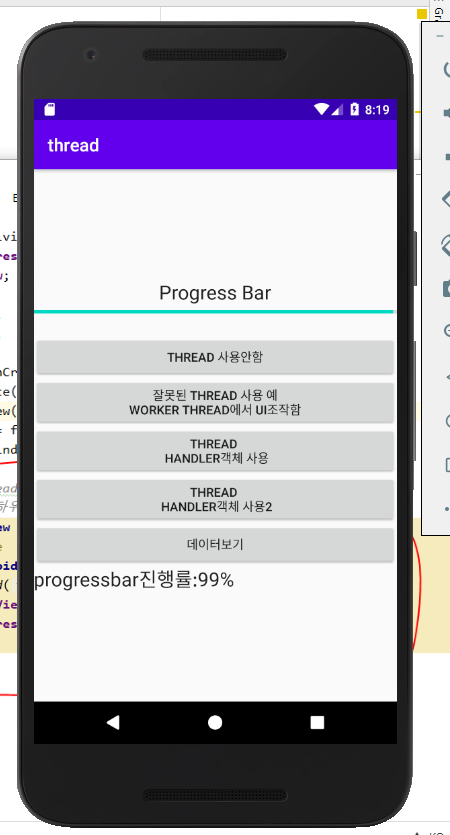 8:19
thread
Progress Bar
THREAD 사용안함
잘못된 THREAD 사용 예
WORKER THREAD에서 UI조작함
THREAD
HANDLER객체 사용
THREAD
HANDLER객체 사용2
데이터보기
progressbar진행률:99%